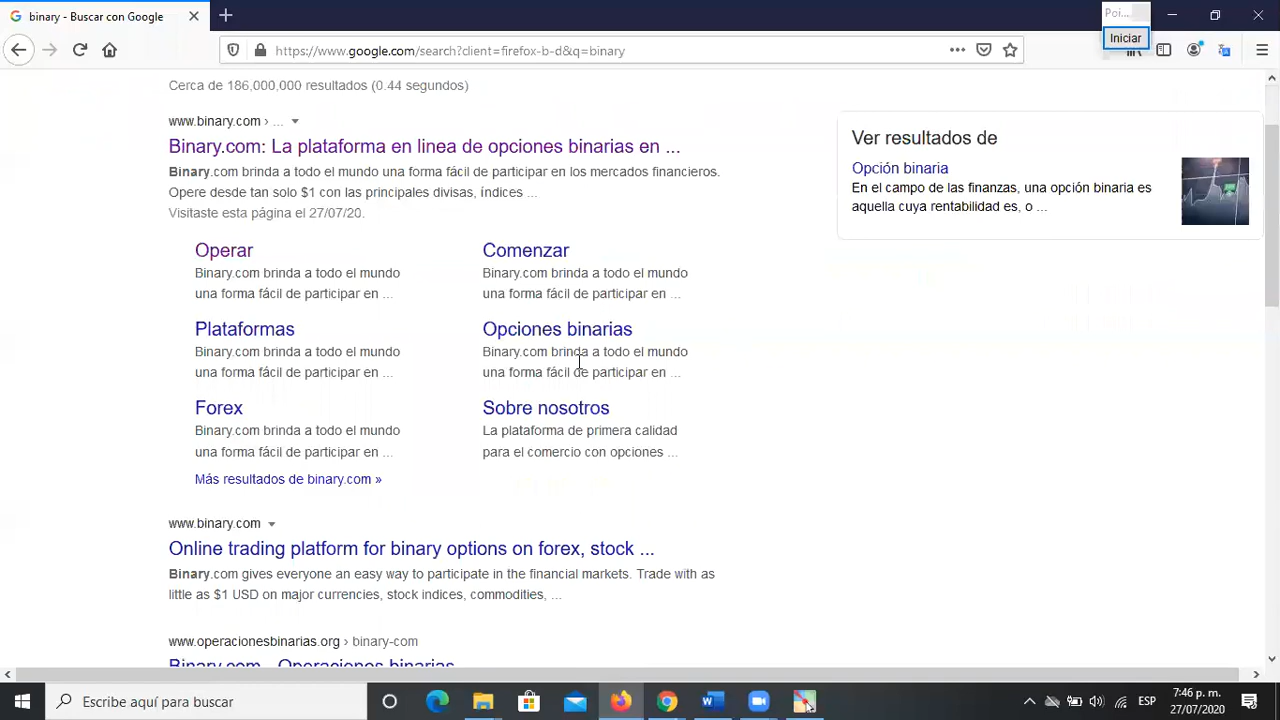 binary - Buscar con Google
Poi...
Iniciar
https://www.google.com/search?client=firefox-b-d&q=binary
Cerca de 186,000,000 resultados (0.44 segundos)
www.binary.com › ...
Binary.com: La plataforma en linea de opciones binarias en ...
Binary.com brinda a todo el mundo una forma fácil de participar en los mercados financieros.
Opere desde tan solo $1 con las principales divisas, índices ...
Visitaste esta página el 27/07/20.
Operar
Binary.com brinda a todo el mundo
una forma fácil de participar en ...
Comenzar
Binary.com brinda a todo el mundo
una forma fácil de participar en ...
Plataformas
Binary.com brinda a todo el mundo
una forma fácil de participar en ...
Opciones binarias
Binary.com brinda a todo el mundo
una forma fácil de participar en ...
Forex
Binary.com brinda a todo el mundo
una forma fácil de participar en ...
Sobre nosotros
La plataforma de primera calidad
para el comercio con opciones ...
Más resultados de binary.com »
www.binary.com
Online trading platform for binary options on forex, stock ...
Binary.com gives everyone an easy way to participate in the financial markets. Trade with as
little as $1 USD on major currencies, stock indices, commodities, ...
www.operacionesbinarias.org › binary-com
Binary.com - Operaciones binarias
Ver resultados de
Opción binaria
En el campo de las finanzas, una opción binaria es
aquella cuya rentabilidad es, o ...
Escribe aquí para buscar
ESP
7:46 p. m.
27/07/2020